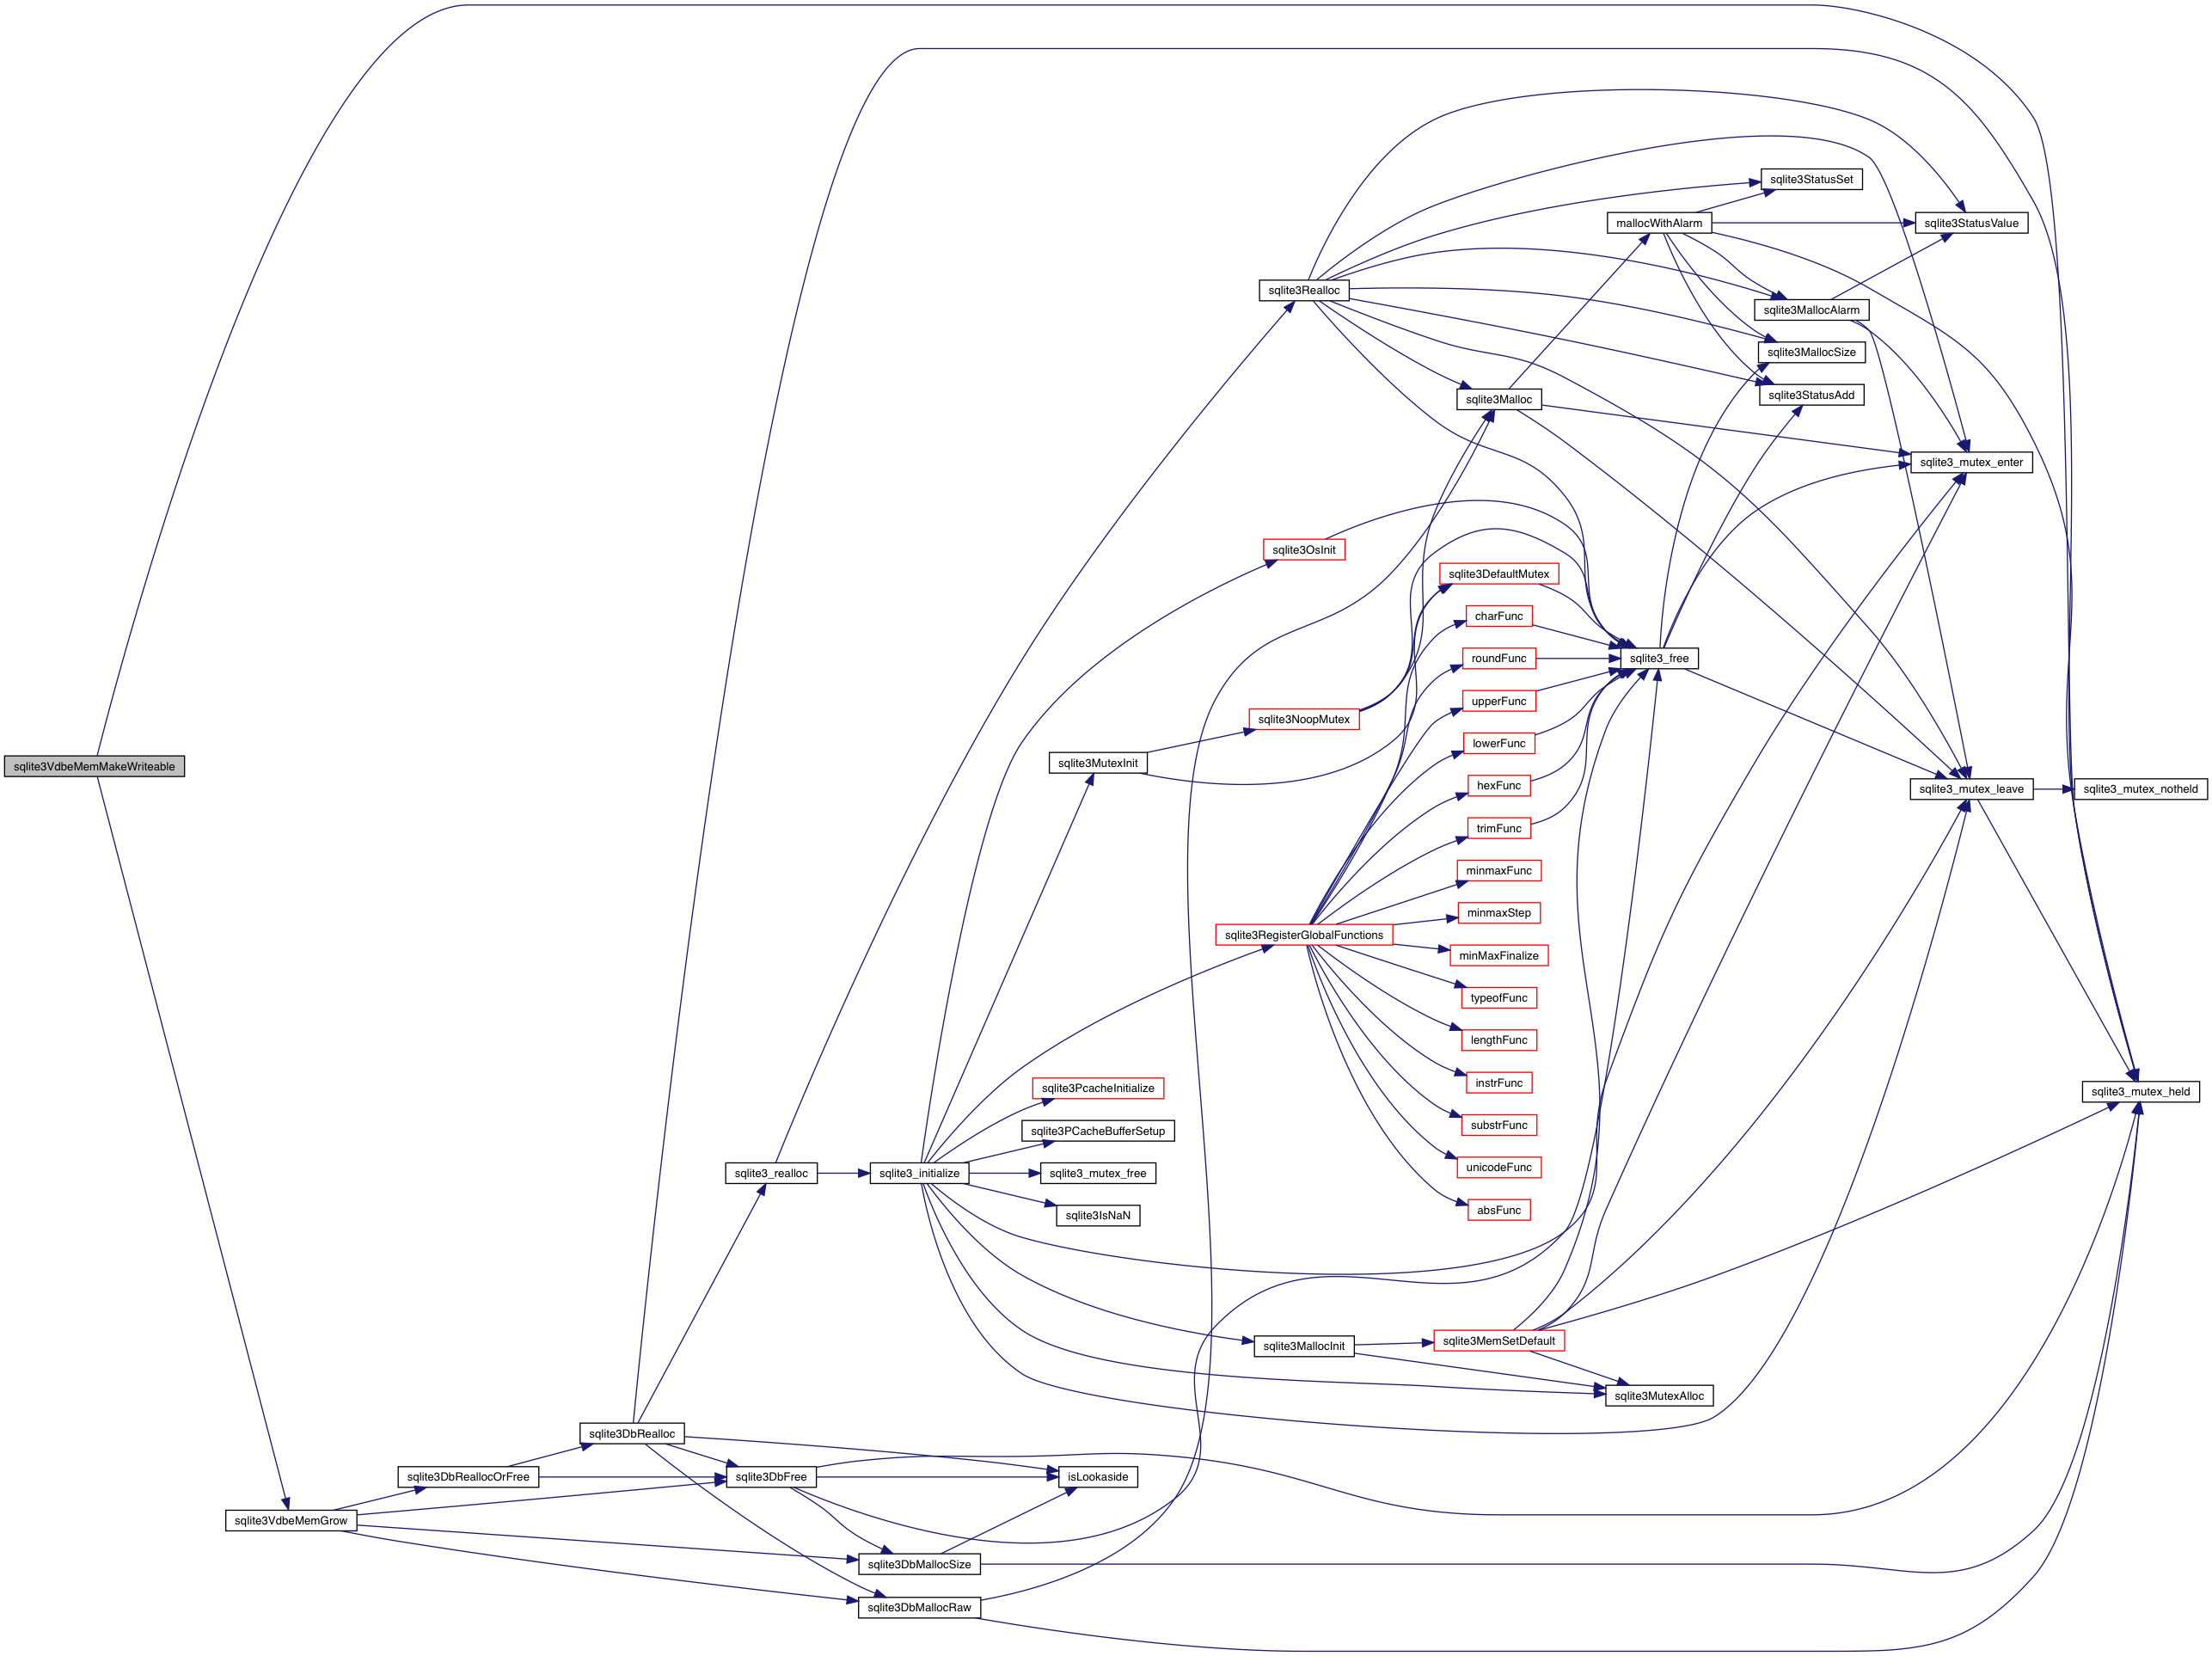 sqlite3StatusSet
mallocWithAlarm
sqlite3StatusValue
sqlite3Realloc
sqlite3MallocAlarm
sqlite3MallocSize
sqlite3StatusAdd
sqlite3Malloc
sqlite3_mutex_enter
sqlite3OsInit
sqlite3DefaultMutex
charFunc
roundFunc
sqlite3_free
upperFunc
sqlite3NoopMutex
lowerFunc
sqlite3MutexInit
sqlite3VdbeMemMakeWriteable
hexFunc
sqlite3_mutex_leave
sqlite3_mutex_notheld
trimFunc
minmaxFunc
minmaxStep
sqlite3RegisterGlobalFunctions
minMaxFinalize
typeofFunc
lengthFunc
instrFunc
sqlite3PcacheInitialize
sqlite3_mutex_held
substrFunc
sqlite3PCacheBufferSetup
unicodeFunc
sqlite3_realloc
sqlite3_initialize
sqlite3_mutex_free
absFunc
sqlite3IsNaN
sqlite3MemSetDefault
sqlite3MallocInit
sqlite3MutexAlloc
sqlite3DbRealloc
sqlite3DbReallocOrFree
sqlite3DbFree
isLookaside
sqlite3VdbeMemGrow
sqlite3DbMallocSize
sqlite3DbMallocRaw